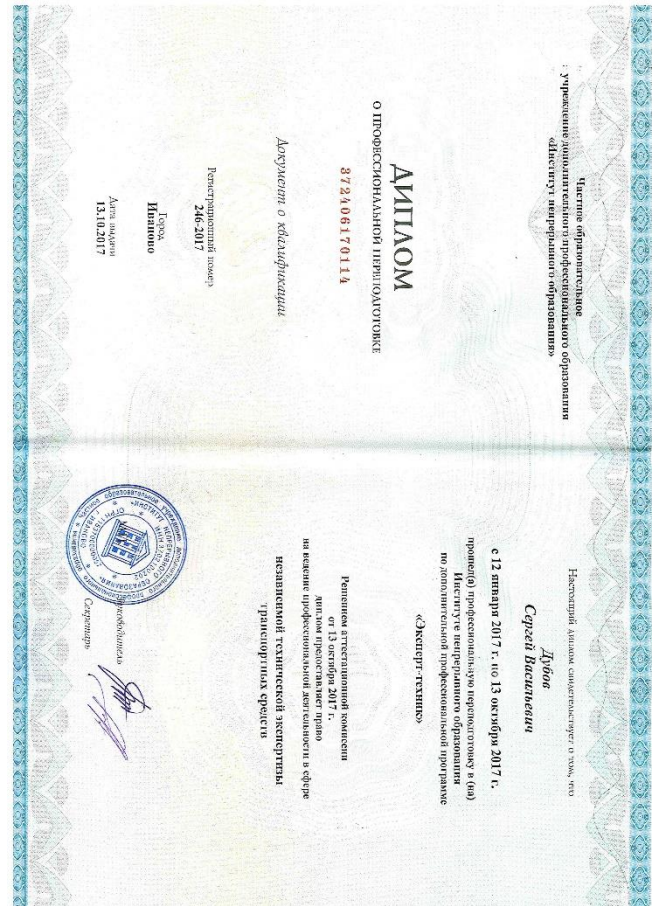 Частное образовательное
учреждение дополнительного профессионального образования
«Институт непрерывного образования»
ДИПЛОМ
О ПРОФЕССИОНАЛЬНОЙ ПЕРЕПОДГОТОВКЕ
372406170114
Документ о квалификации
Регистрационный номер
246-2017
Город
Иваново
Дата выдачи
13.10.2017
Настоящий диплом свидетельствует о том, что
Дубов
Сергей Васильевич
с 12 января 2017 г. по 13 октября 2017 г.
прошел(а) профессиональную переподготовку в (на)
Институте непрерывного образования
по дополнительной профессиональной программе
«Эксперт-техник»
Решением аттестационной комиссии
от 13 октября 2017 г.
диплом предоставляет право
на ведение профессиональной деятельности в сфере
независимой технической экспертизы
транспортных средств
Руководитель
Секретарь